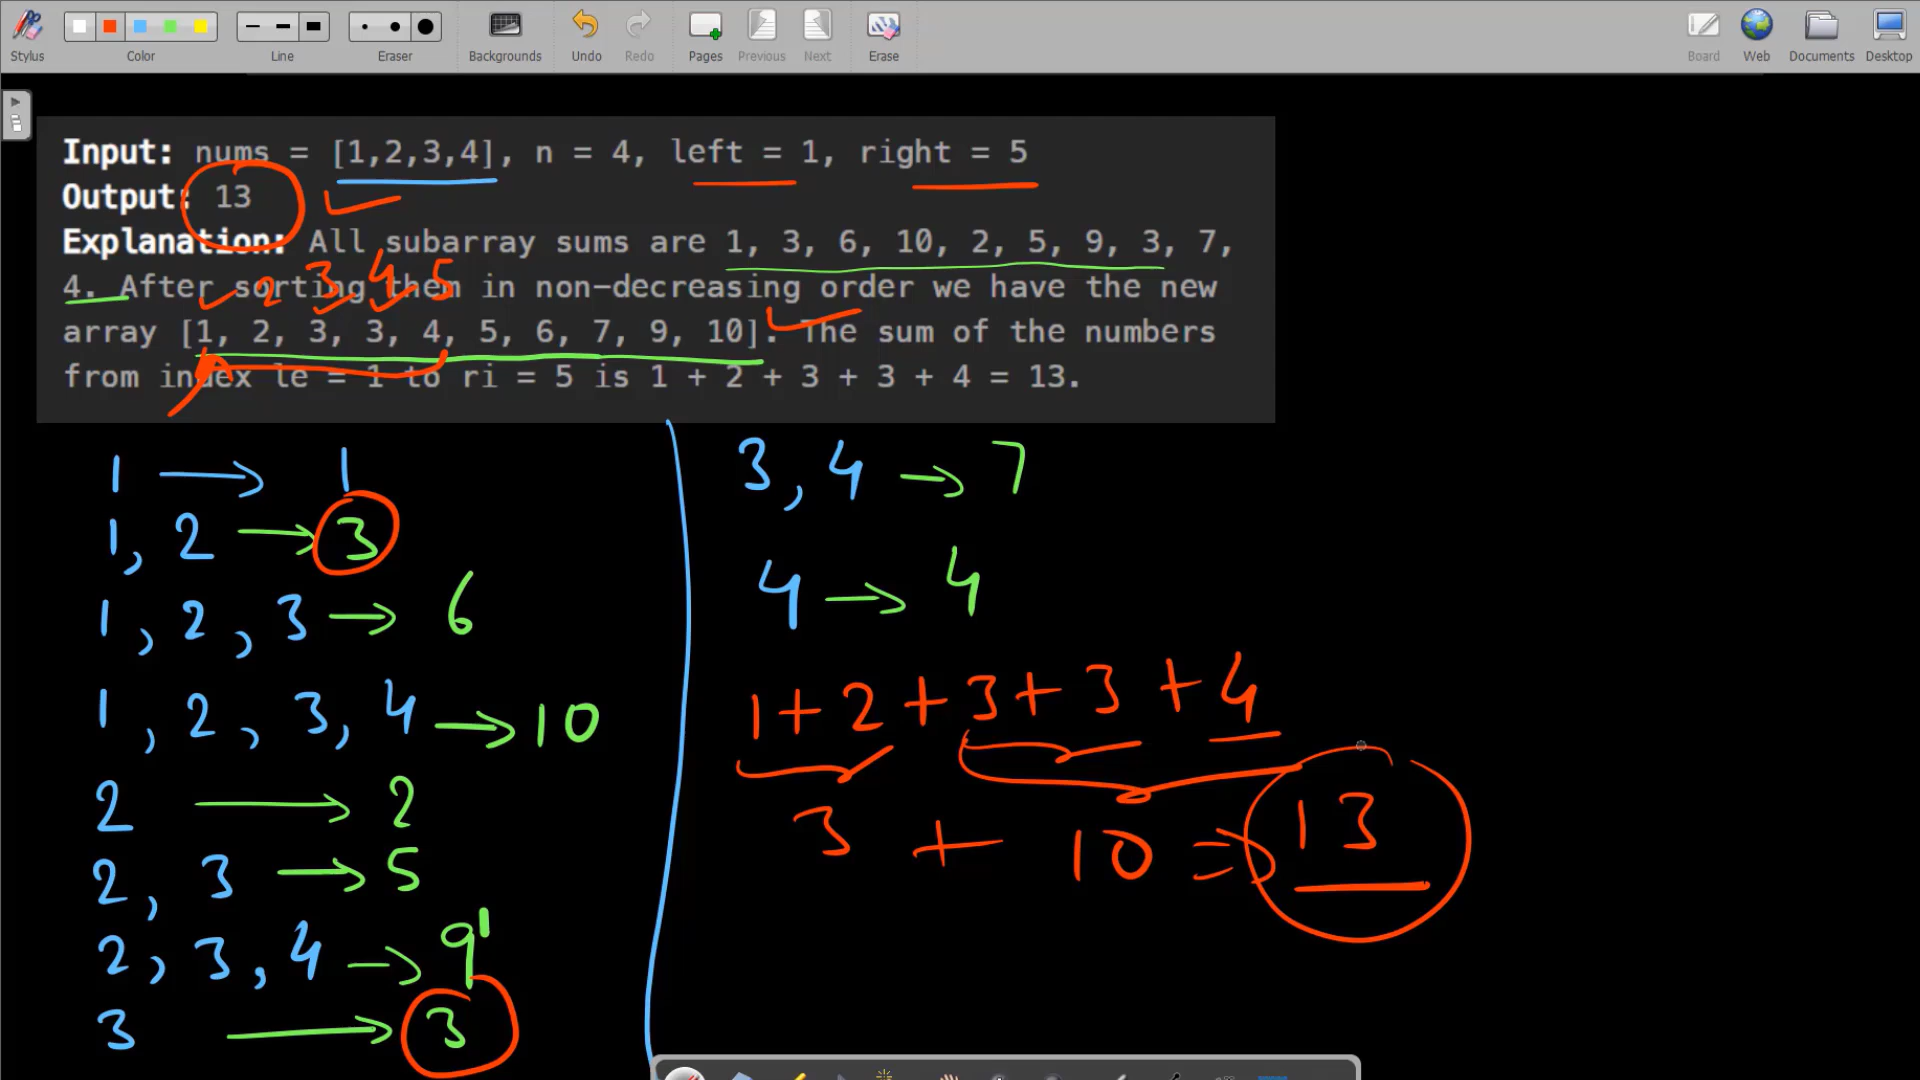 Stylus
Color
Line
Eraser
Backgrounds
Undo
Redo
Pages
Previous
Next
Erase
Board
Web
Documents
Desktop
Input: nums = [1,2,3,4], n = 4, left = 1, right = 5
Output: 13
Explanation: All subarray sums are 1, 3, 6, 10, 2, 5, 9, 3, 7,
2 3 4 5
4. After sorting them in non-decreasing order we have the new
array [1, 2, 3, 3, 4, 5, 6, 7, 9, 10]. The sum of the numbers
from index le = 1 to ri = 5 is 1 + 2 + 3 + 3 + 4 = 13.
1 → 1
1, 2 → 3
1, 2, 3 → 6
1, 2, 3, 4 → 10
2 → 2
2, 3 → 5
2, 3, 4 → 9
3 → 3
3, 4 → 7
4 → 4
1 + 2 + 3 + 3 + 4
3 + 10 ⇒ 13